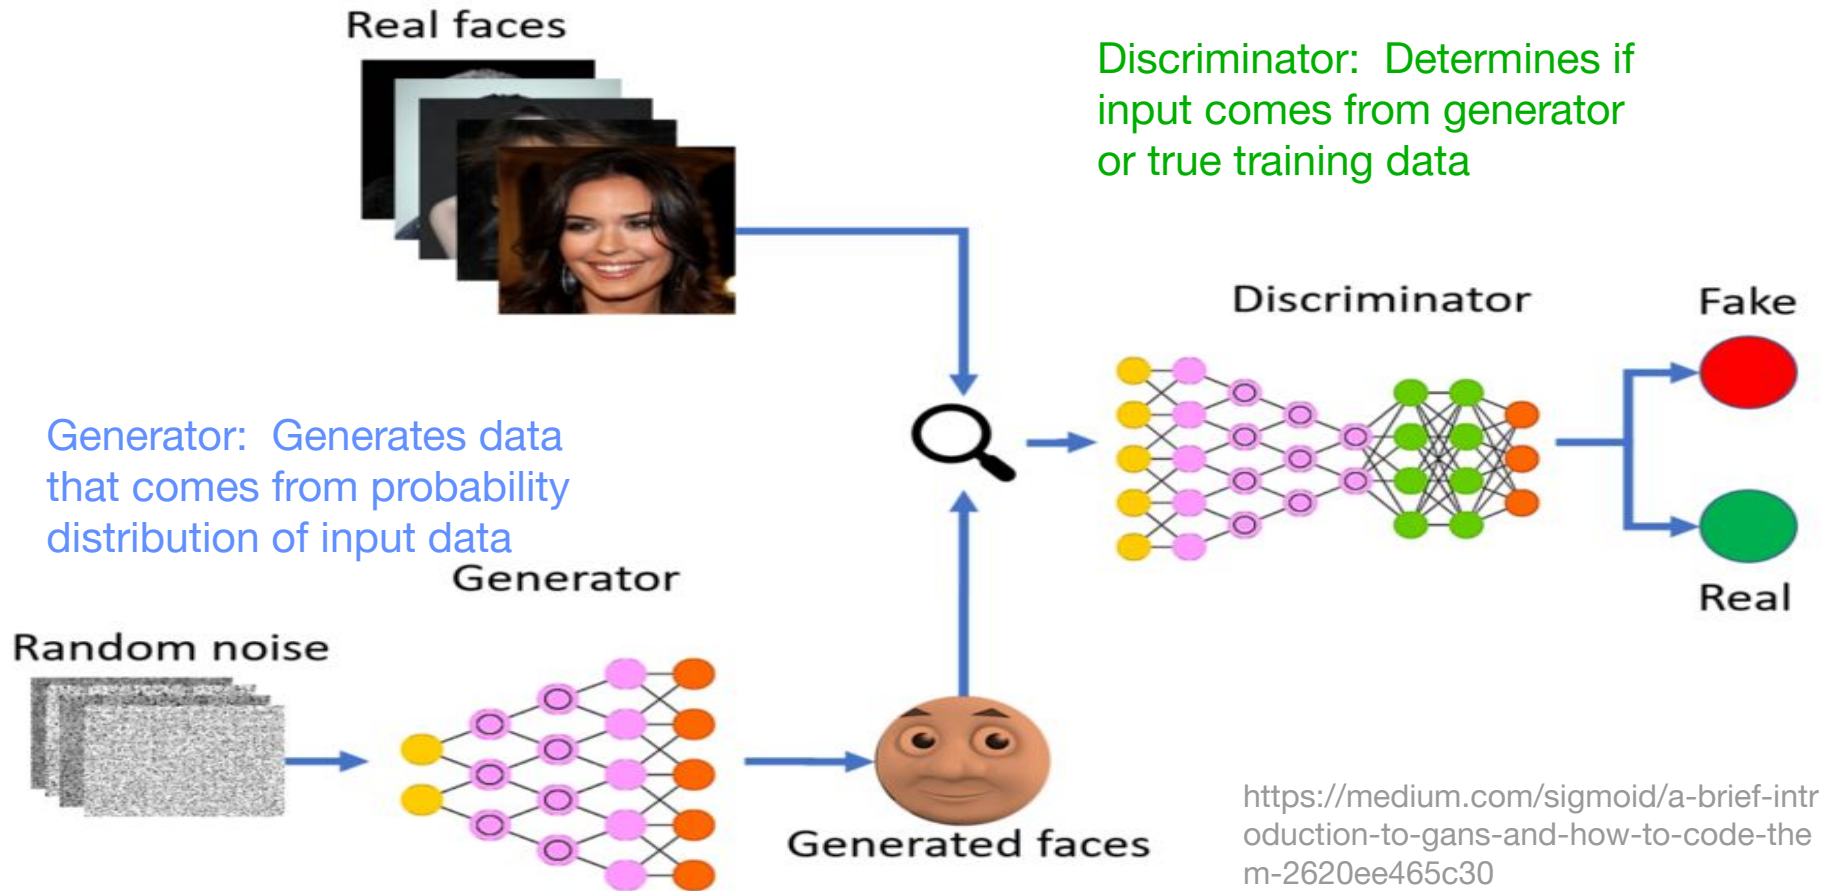 Real faces
Discriminator:  Determines if
input comes from generator
or true training data
Discriminator
Fake
Generator:  Generates data
that comes from probability
distribution of input data
Generator
Real
Random noise
Generated faces
https://medium.com/sigmoid/a-brief-intr
oduction-to-gans-and-how-to-code-the
m-2620ee465c30